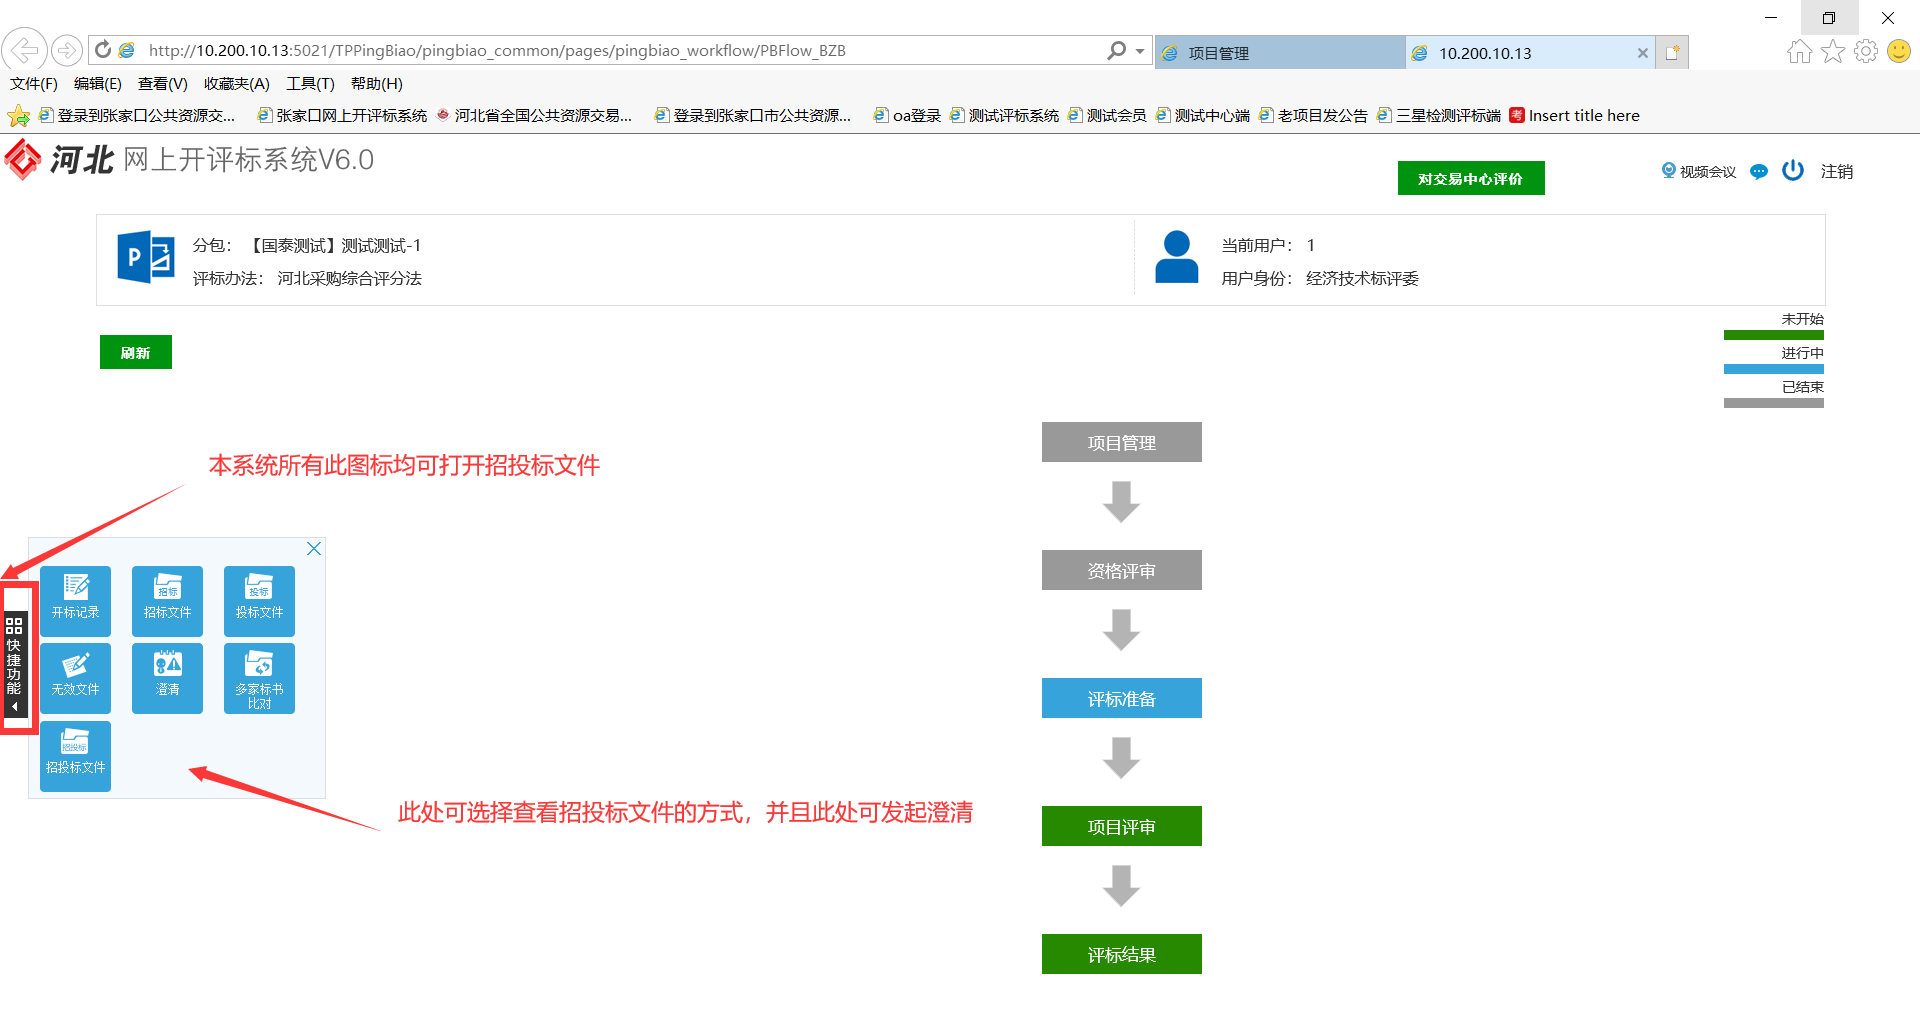 http://10.200.10.13:5021/TPPingBiao/pingbiao_common/pages/pingbiao_workflow/PBFlow_BZB
项目管理
10.200.10.13
文件(F) 编辑(E) 查看(V) 收藏夹(A) 工具(T) 帮助(H)
登录到张家口公共资源交... 张家口网上开评标系统 河北省全国公共资源交易... 登录到张家口市公共资源... oa登录 测试评标系统 测试会员 测试中心端 老项目发公告 三星检测评标端 考 Insert title here
河北 网上开评标系统V6.0
对交易中心评价
视频会议
注销
P
分包： 【国泰测试】测试测试-1
当前用户： 1
评标办法： 河北采购综合评分法
用户身份： 经济技术标评委
未开始
刷新
进行中
已结束
项目管理
本系统所有此图标均可打开招投标文件
资格评审
招标
投标
开标记录
招标文件
投标文件
快捷功能
无效文件
澄清
多家标书
比对
评标准备
招投标
招投标文件
此处可选择查看招投标文件的方式，并且此处可发起澄清
项目评审
评标结果